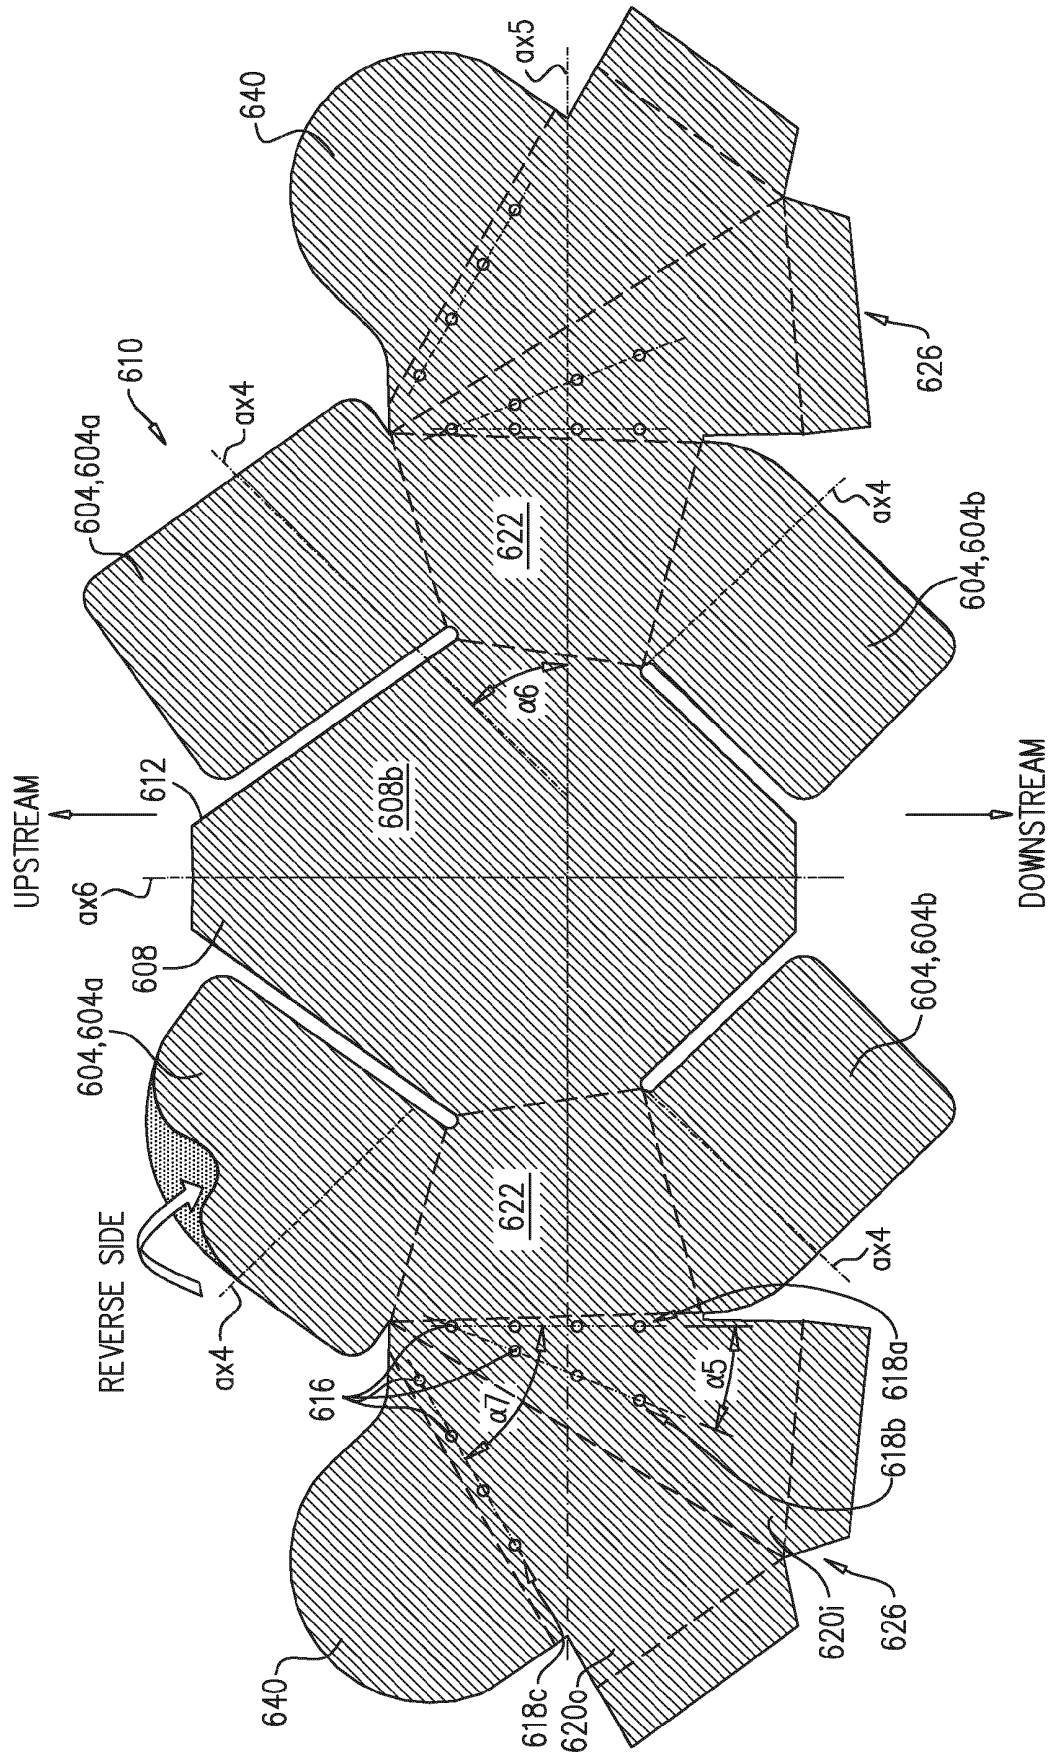 640
ax5
610
ax4
604,604a
626
622
ax4
604,604b
α6
612
608b
UPSTREAM
DOWNSTREAM
ax6
608
604,604a
604,604b
622
REVERSE SIDE
ax4
ax4
616
α7
α5
618a
618b
640
618c
620o
620i
626